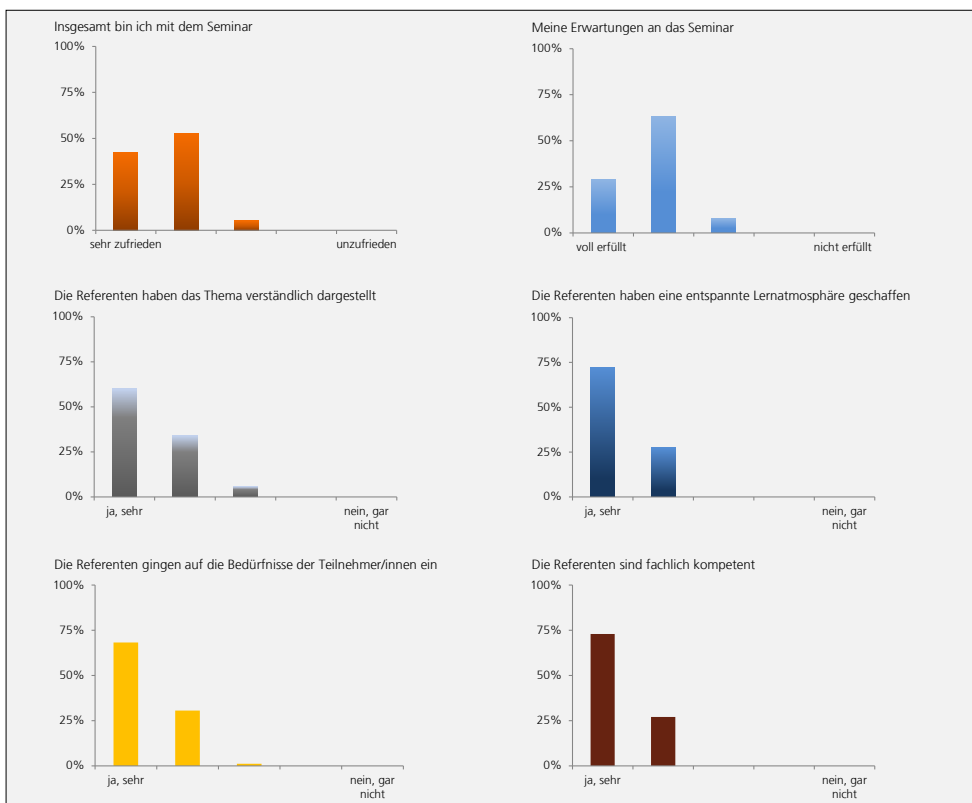 Insgesamt bin ich mit dem Seminar
100%
75%
50%
25%
0%
sehr zufrieden
unzufrieden
Meine Erwartungen an das Seminar
100%
75%
50%
25%
0%
voll erfüllt
nicht erfüllt
Die Referenten haben das Thema verständlich dargestellt
100%
75%
50%
25%
0%
ja, sehr
nein, gar
nicht
Die Referenten haben eine entspannte Lernatmosphäre geschaffen
100%
75%
50%
25%
0%
ja, sehr
nein, gar
nicht
Die Referenten gingen auf die Bedürfnisse der Teilnehmer/innen ein
100%
75%
50%
25%
0%
ja, sehr
nein, gar
nicht
Die Referenten sind fachlich kompetent
100%
75%
50%
25%
0%
ja, sehr
nein, gar
nicht